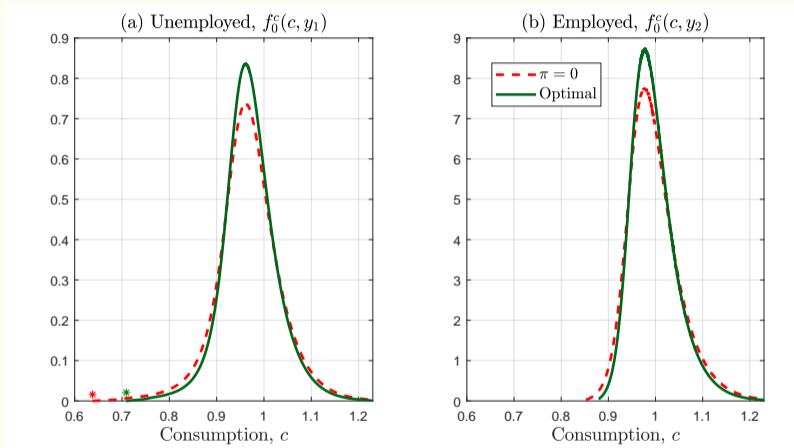 (a) Unemployed, $f_0^c(c, y_1)$
0.9
0.8
0.7
0.6
0.5
0.4
0.3
0.2
0.1
0
0.6 0.7 0.8 0.9 1 1.1 1.2
Consumption, $c$
(b) Employed, $f_0^c(c, y_2)$
9
8
7
6
5
4
3
2
1
0
π = 0
Optimal
0.6 0.7 0.8 0.9 1 1.1 1.2
Consumption, $c$